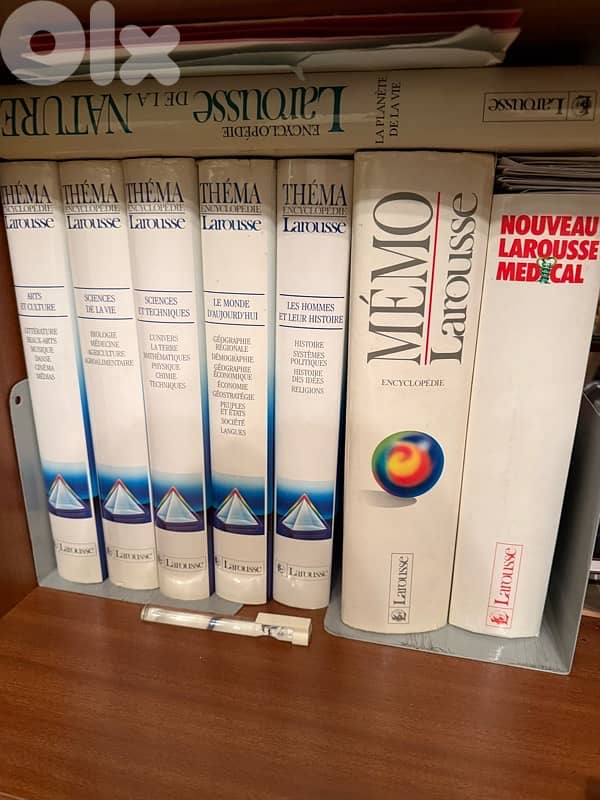 olx
ENCYCLOPÉDIE
LAROUSSE
DE LA NATURE
LA PLANÈTE
DE LA VIE
LAROUSSE
THÉMA
ENCYCLOPÉDIE
LAROUSSE
ARTS
ET CULTURE
LITTÉRATURE
BEAUX-ARTS
MUSIQUE
DANSE
CINÉMA
MÉDIAS
LAROUSSE
THÉMA
ENCYCLOPÉDIE
LAROUSSE
SCIENCES
DE LA VIE
BIOLOGIE
MÉDECINE
AGRICULTURE
AGROALIMENTAIRE
LAROUSSE
THÉMA
ENCYCLOPÉDIE
LAROUSSE
SCIENCES
ET TECHNIQUES
L'UNIVERS
LA TERRE
MATHÉMATIQUES
PHYSIQUE
CHIMIE
TECHNIQUES
LAROUSSE
THÉMA
ENCYCLOPÉDIE
LAROUSSE
LE MONDE
D'AUJOURD'HUI
GÉOGRAPHIE
RÉGIONALE
DÉMOGRAPHIE
GÉOGRAPHIE
ÉCONOMIQUE
ÉCONOMIE
GÉOSTRATÉGIE
PEUPLES
ET ÉTATS
SOCIÉTÉ
LANGUES
LAROUSSE
THÉMA
ENCYCLOPÉDIE
LAROUSSE
LES HOMMES
ET LEUR HISTOIRE
HISTOIRE
SYSTÈMES
POLITIQUES
HISTOIRE
DES IDÉES
RELIGIONS
LAROUSSE
MÉMO
Larousse
ENCYCLOPÉDIE
LAROUSSE
NOUVEAU
LAROUSSE
MEDICAL
LAROUSSE